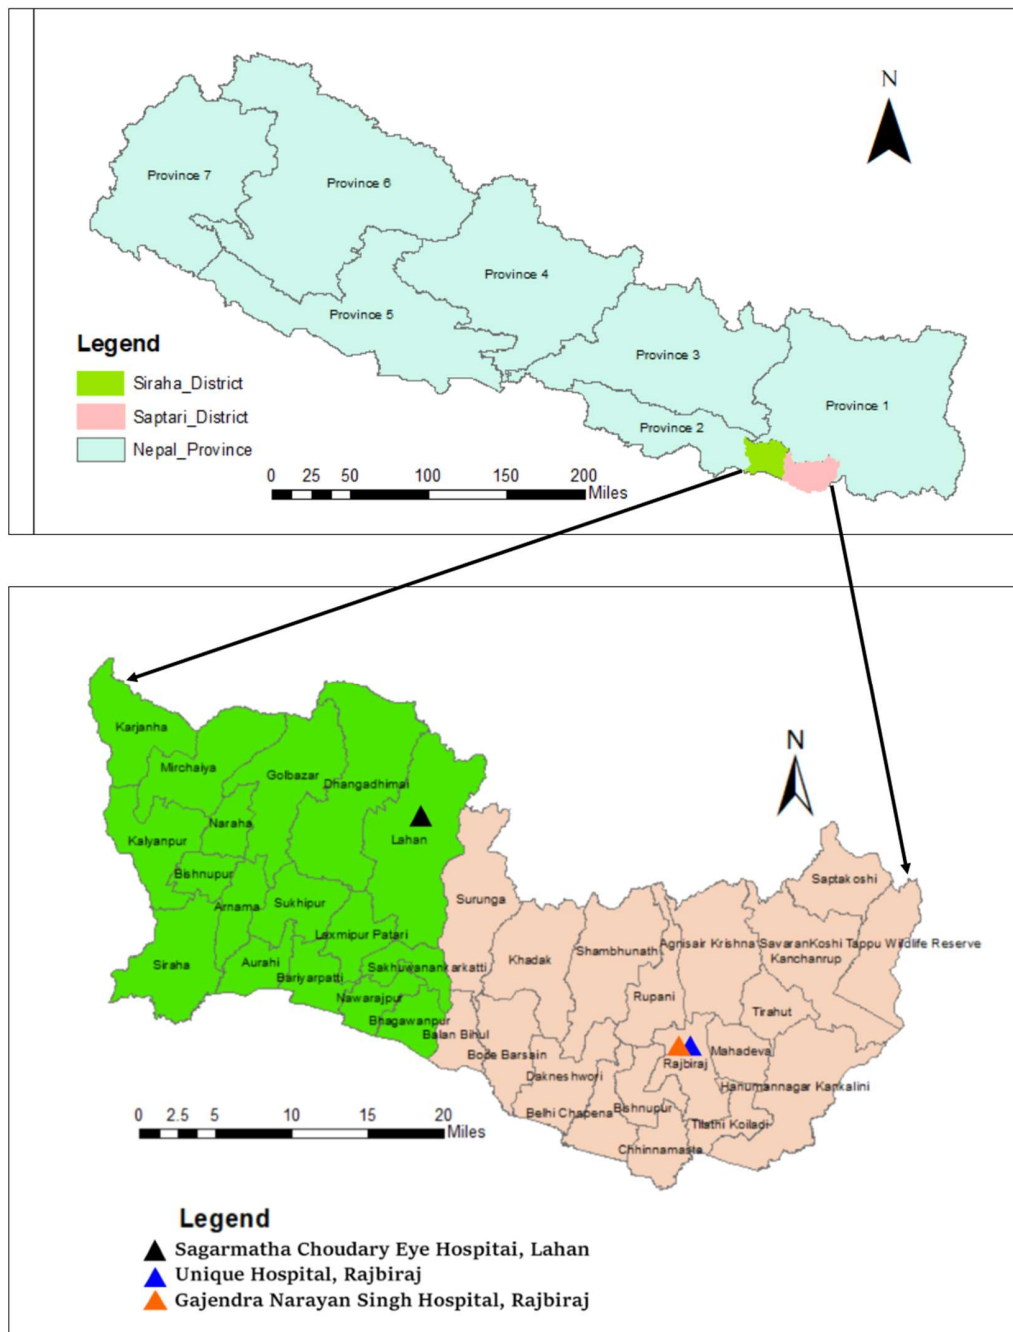 N
Province 7
Province 6
Province 4
Province 5
Province 3
Province 1
Province 2
Legend
Siraha_District
Saptari_District
Nepal_Province
0 25 50 100 150 200
Miles
N
Karjanha
Mirchaiya
Golbazar
Dhangadhimai
Naraha
Lahan
Kalyanpur
Bishnupur
Saptakoshi
Surunga
Arnama
Sukhipur
Laxmipur Patari
Agnisair Krishna
SavaranKoshi Tappu Wildlife Reserve
Shambhunath
Khadak
Kanchanrup
Siraha
Aurahi
Bariyarpatti
Sakhuwanankarkatti
Nawarajpur
Rupani
Tirahut
Bhagawanpur
Balan Bihul
Bode Barsain
Mahadeva
Rajbiraj
Dakneshwori
Hanumannagar Kankalini
Belhi Chapena
Bishnupur
Tilathi Koiladi
Chhinnamasta
0 2.5 5 10 15 20
Miles
Legend
Sagarmatha Choudary Eye Hospitai, Lahan
Unique Hospital, Rajbiraj
Gajendra Narayan Singh Hospital, Rajbiraj